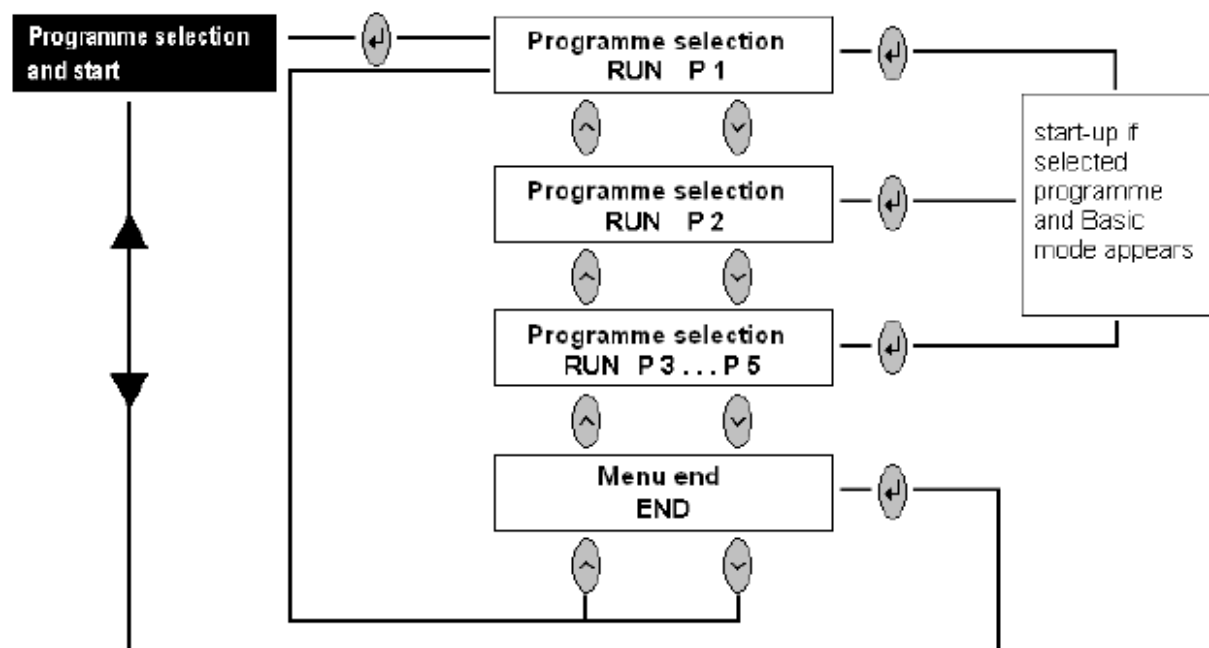 Programme selection
and start
Programme selection
RUN P 1
Programme selection
RUN P 2
Programme selection
RUN P 3 . . . P 5
Menu end
END
start-up if
selected
programme
and Basic
mode appears